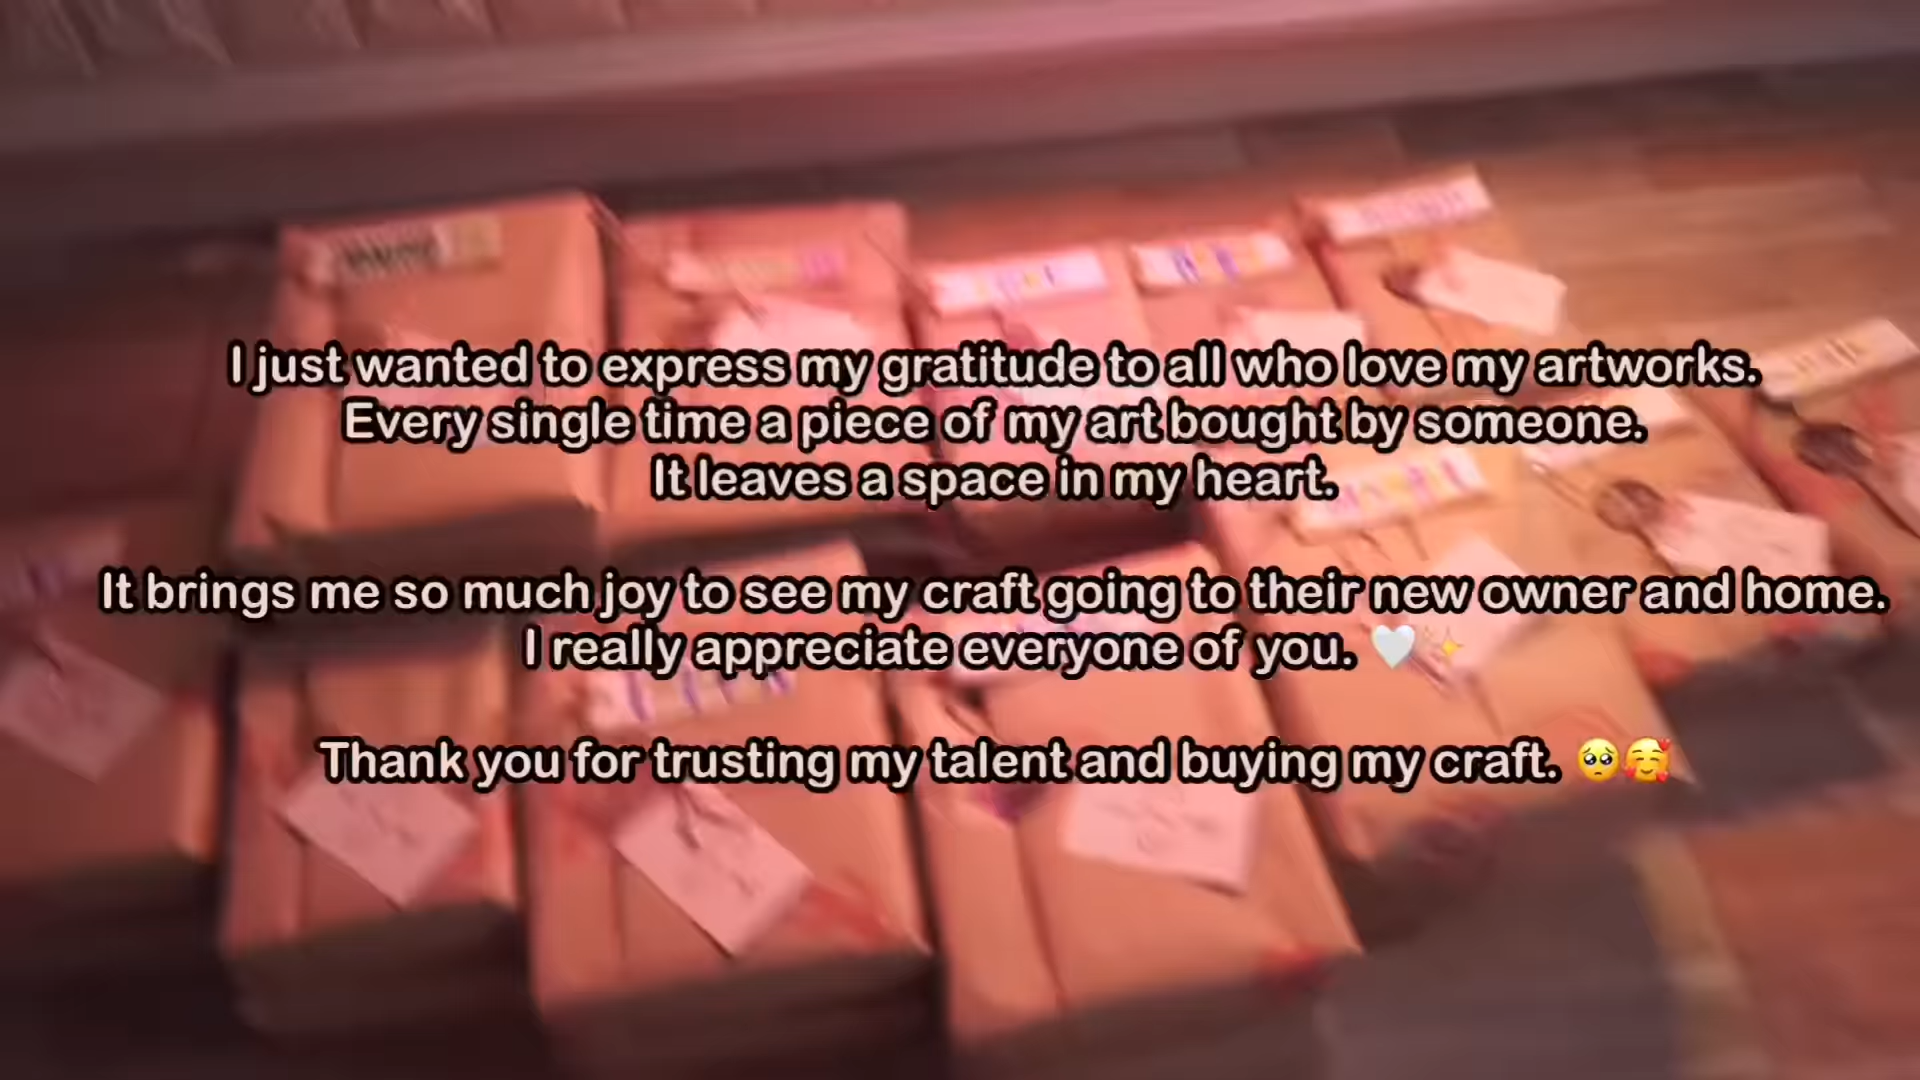 I just wanted to express my gratitude to all who love my artworks.
Every single time a piece of my art bought by someone.
It leaves a space in my heart.
It brings me so much joy to see my craft going to their new owner and home.
I really appreciate everyone of you. 🤍✨
Thank you for trusting my talent and buying my craft. 🥺🥰